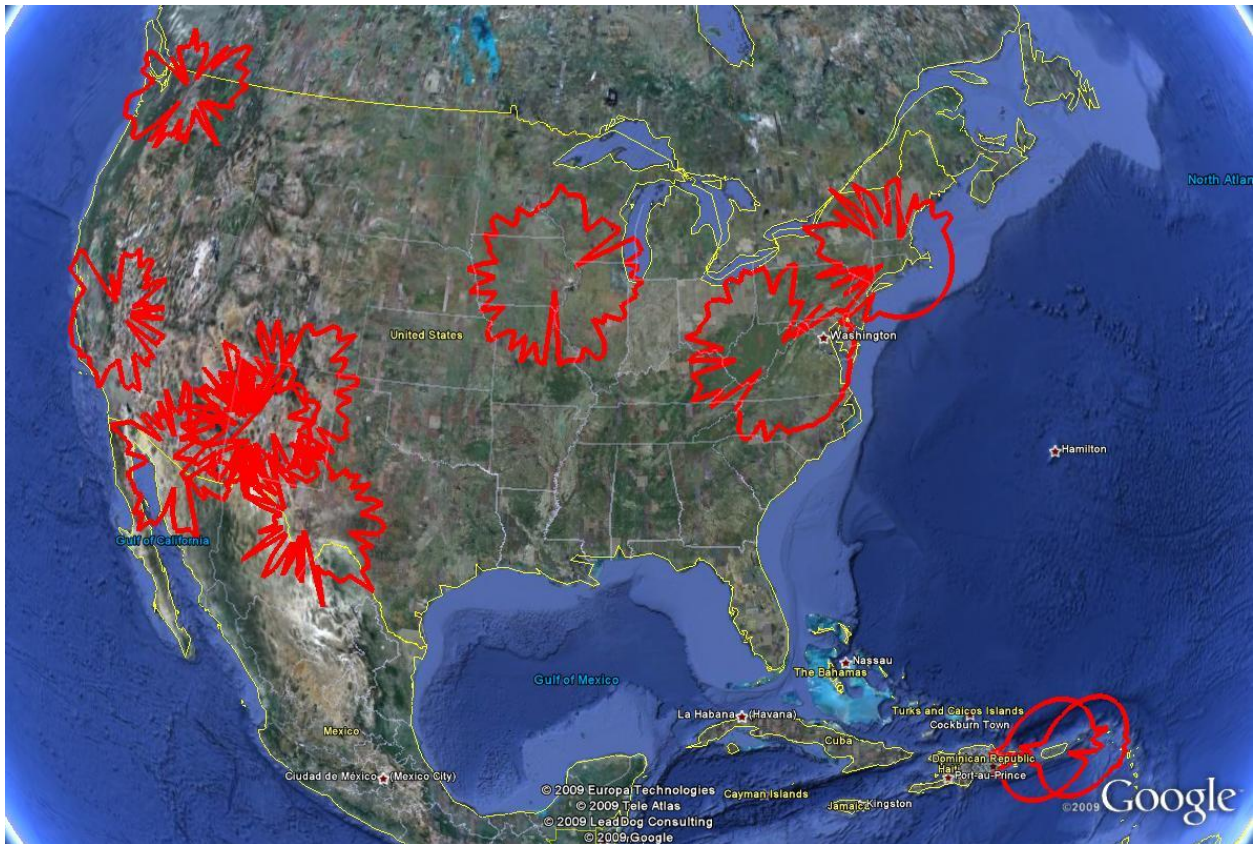 North Atlan
United States
Washington
Hamilton
Gulf of California
Gulf of Mexico
Nassau
The Bahamas
La Habana (Havana)
Turks and Caicos Islands
Cockburn Town
Mexico
Cuba
Dominican Republic
Haiti
Port-au-Prince
Ciudad de México (Mexico City)
Cayman Islands
Jamaica
Kingston
© 2009 Europa Technologies
© 2009 Tele Atlas
© 2009 LeadDog Consulting
© 2009 Google
©2009 Google